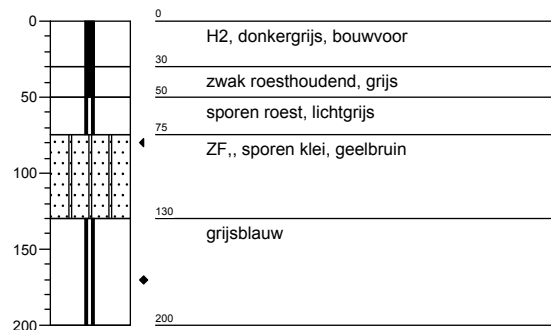 0
0
H2, donkergrijs, bouwvoor
30
zwak roesthoudend, grijs
50
50
sporen roest, lichtgrijs
75
ZF,, sporen klei, geelbruin
100
130
grijsblauw
150
200
200